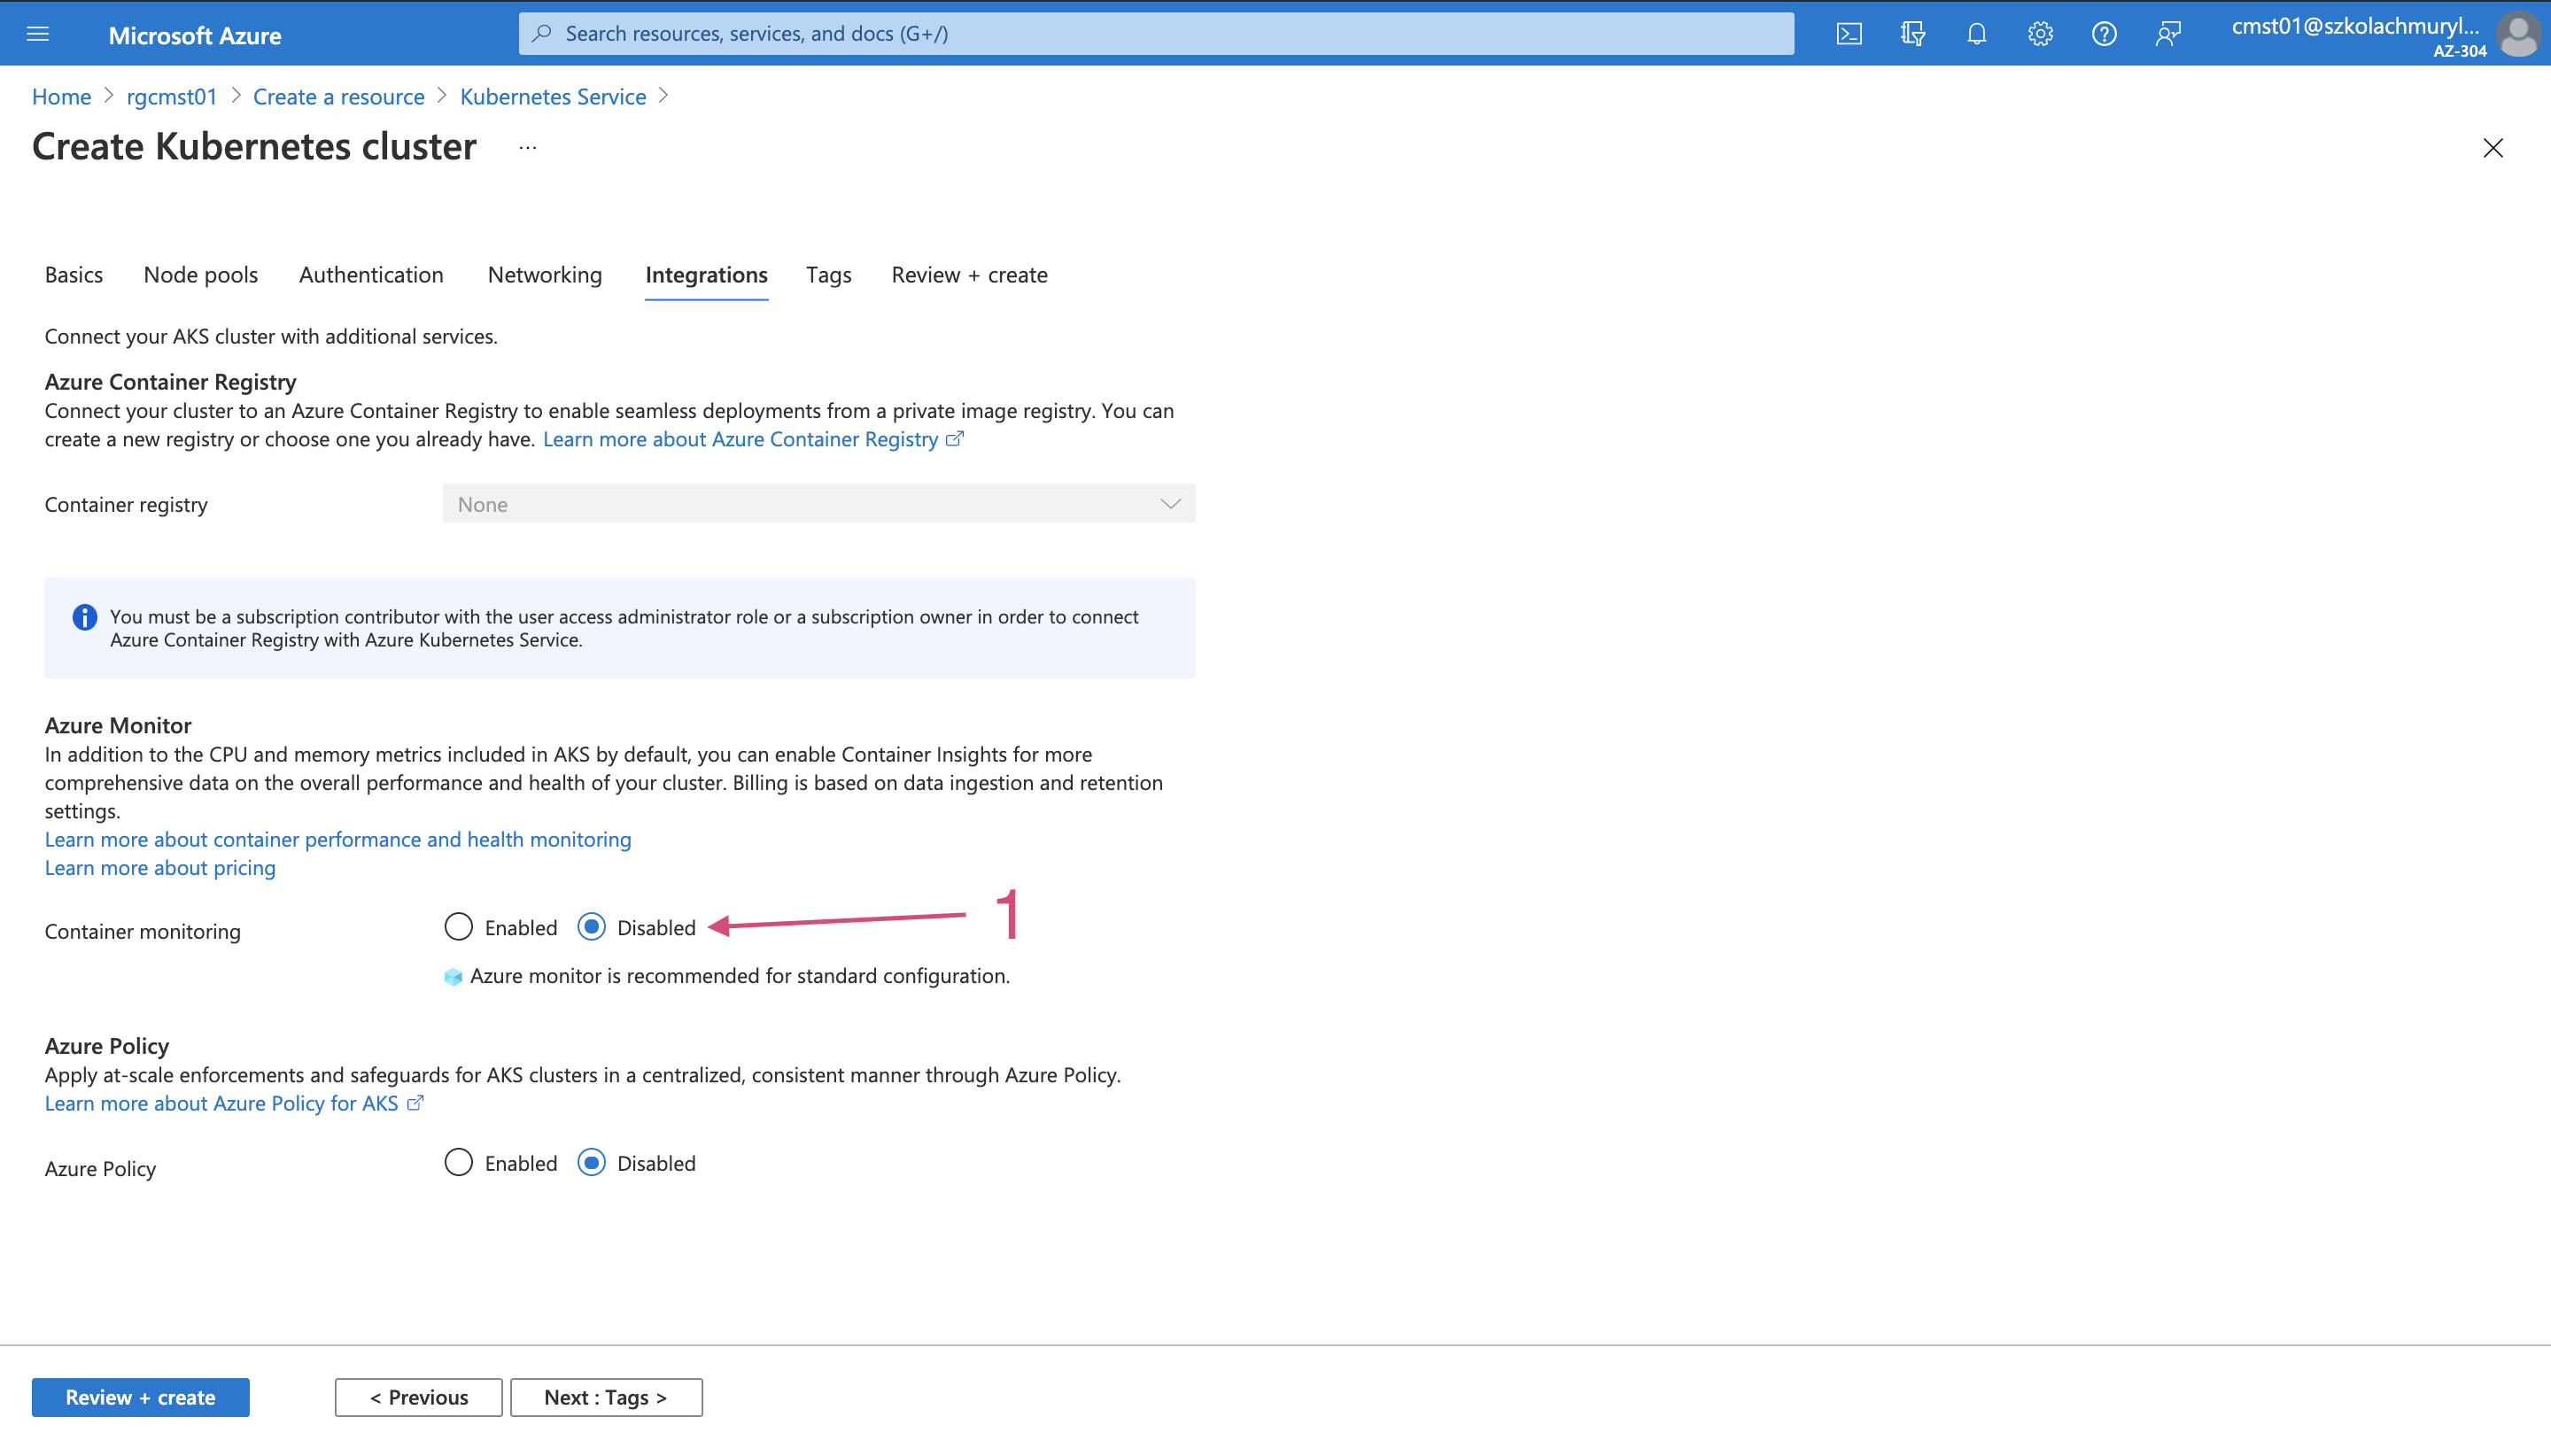 Microsoft Azure
Search resources, services, and docs (G+/)
cmst01@szkolachmuryl...
AZ-304
Home > rgcmst01 > Create a resource > Kubernetes Service >
Create Kubernetes cluster ...
Basics Node pools Authentication Networking Integrations Tags Review + create
Connect your AKS cluster with additional services.
Azure Container Registry
Connect your cluster to an Azure Container Registry to enable seamless deployments from a private image registry. You can
create a new registry or choose one you already have. Learn more about Azure Container Registry
Container registry None
You must be a subscription contributor with the user access administrator role or a subscription owner in order to connect
Azure Container Registry with Azure Kubernetes Service.
Azure Monitor
In addition to the CPU and memory metrics included in AKS by default, you can enable Container Insights for more
comprehensive data on the overall performance and health of your cluster. Billing is based on data ingestion and retention
settings.
Learn more about container performance and health monitoring
Learn more about pricing
Container monitoring Enabled Disabled 1
Azure monitor is recommended for standard configuration.
Azure Policy
Apply at-scale enforcements and safeguards for AKS clusters in a centralized, consistent manner through Azure Policy.
Learn more about Azure Policy for AKS
Azure Policy Enabled Disabled
Review + create < Previous Next : Tags >